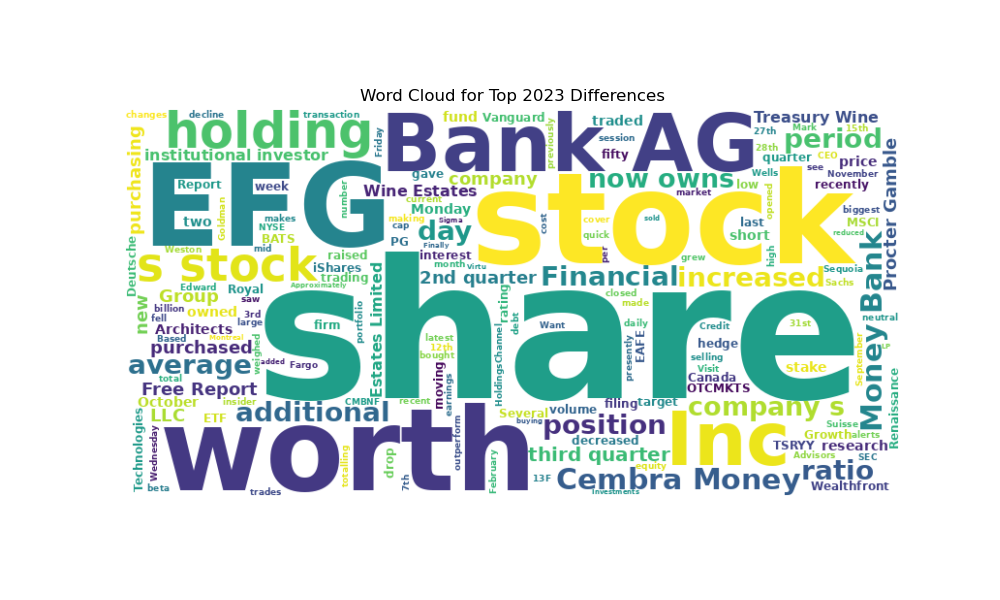 Word Cloud for Top 2023 Differences
changes
decline
transaction
holding
institutional investor
purchasing
Friday
Bank AG
fund
Vanguard
previously
traded
session
fifty
Treasury Wine
27th
Mark
15th
period
28th
CEO
quarter
see
price
Wells
November
recently
EFG
Report
week
number
two
Goldman
makes
NYSE
BATS
mid
Weston
gave
company
Wine Estates
current
Monday
making
cap
Sigma
day
PG
Finally
interest
month
Virtu
stock
now owns
low
market
opened
cost
cover
sold
quick
per
last
short
grew
high
biggest
MSCI
reduced
Procter Gamble
Deutsche
s stock
raised
iShares
trading
Edward
Royal
Approximately
2nd quarter
Financial
increased
Sequoia
Sachs
new
Group
saw
billion
owned
3rd
fell
large
Architects
Based
Montreal
firm
portfolio
Estates Limited
share
rating
debt
closed
made
Want
daily
EAFE
presently
Credit
31st
hedge
selling
Visit
Canada
OTCMKTS
stake
neutral
September
LP
Money Bank
Renaissance
purchased
weighed
added
Fargo
average
total
Free Report
latest
12th
bought
moving
earnings
HoldingsChannel
October
insider
CMBNF
recent
LLC
ETF
additional
Several
volume
filing
target
company s
buying
position
decreased
Suisse
Growth
alerts
Technologies
Wednesday
worth
totalling
drop
7th
outperform
February
third quarter
equity
Inc
TSRYY
research
Advisors
SEC
beta
trades
13F
Investments
Cembra Money
ratio
Wealthfront